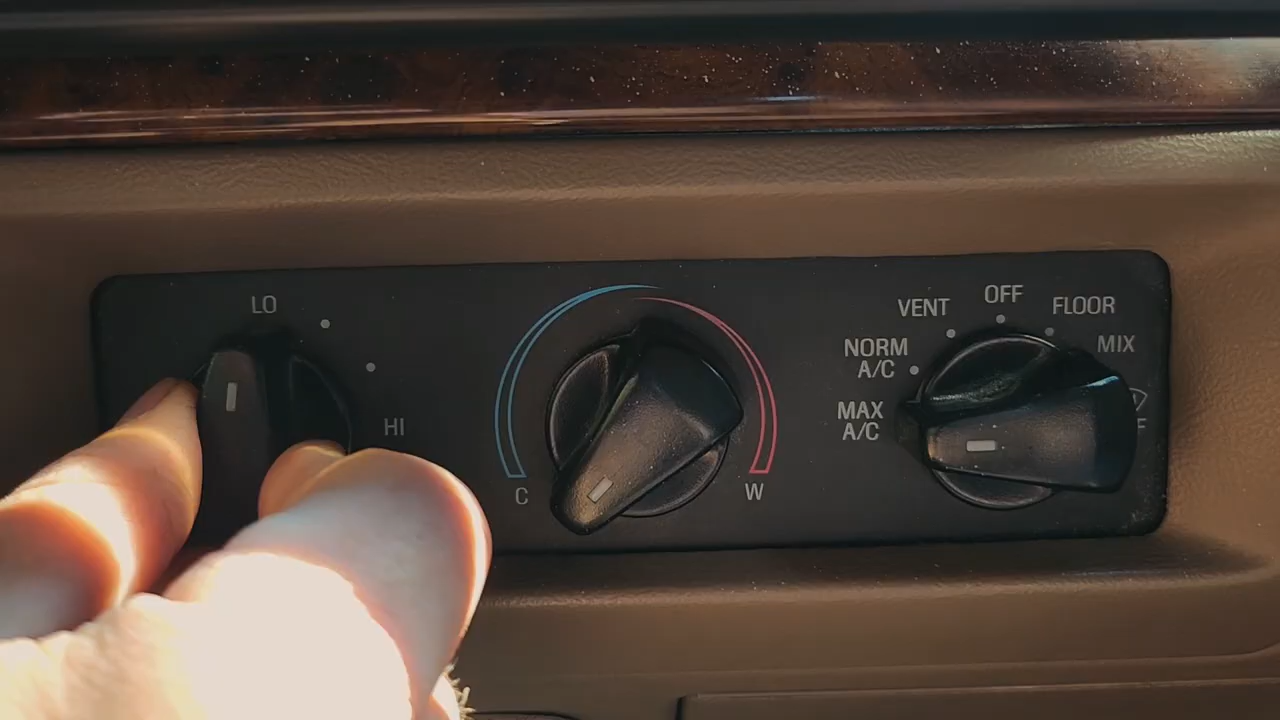 LO
HI
C
W
VENT
OFF
FLOOR
MIX
NORM
A/C
MAX
A/C
F